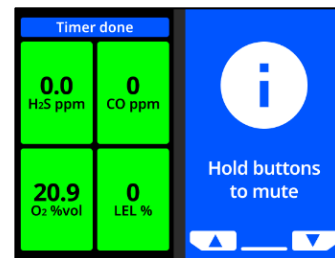 Timer done
0.0
H₂S ppm
0
CO ppm
20.9
O₂ %vol
0
LEL %
i
Hold buttons
to mute